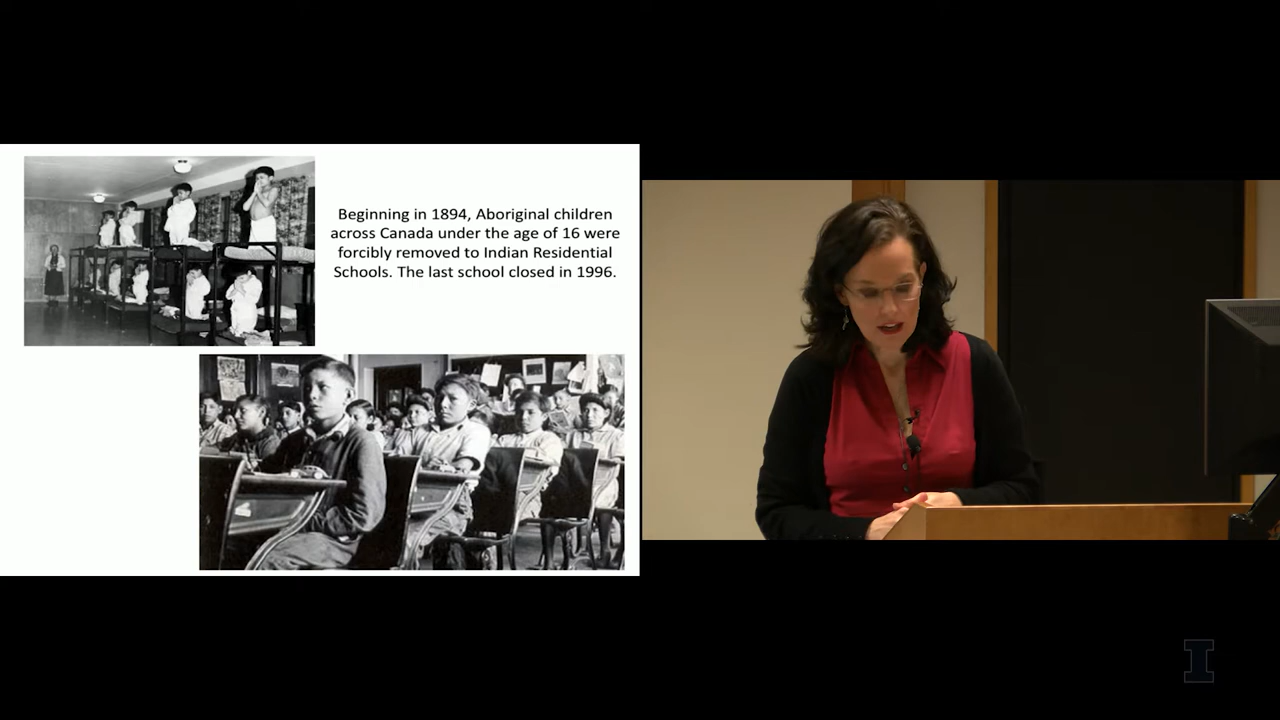 Beginning in 1894, Aboriginal children
across Canada under the age of 16 were
forcibly removed to Indian Residential
Schools. The last school closed in 1996.
I